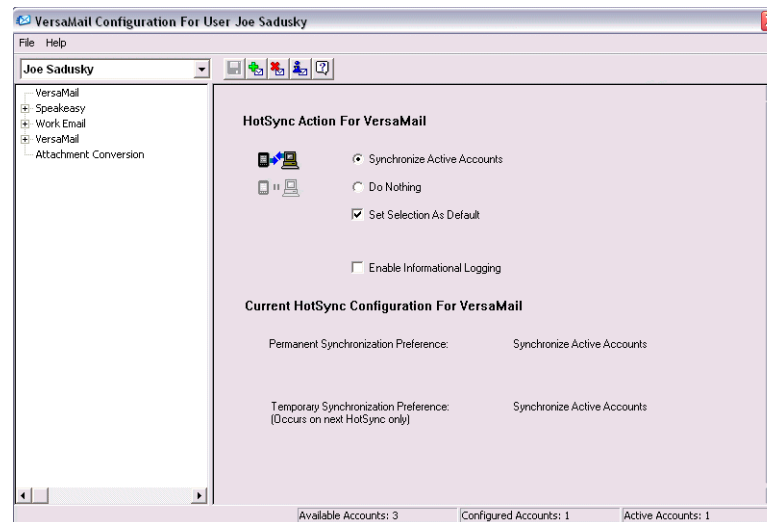 VersaMail Configuration For User Joe Sadusky
File Help
Joe Sadusky
VersaMail
Speakeasy
Work Email
VersaMail
Attachment Conversion
HotSync Action For VersaMail
Synchronize Active Accounts
Do Nothing
Set Selection As Default
Enable Informational Logging
Current HotSync Configuration For VersaMail
Permanent Synchronization Preference: Synchronize Active Accounts
Temporary Synchronization Preference: Synchronize Active Accounts
(Occurs on next HotSync only)
Available Accounts: 3 Configured Accounts: 1 Active Accounts: 1